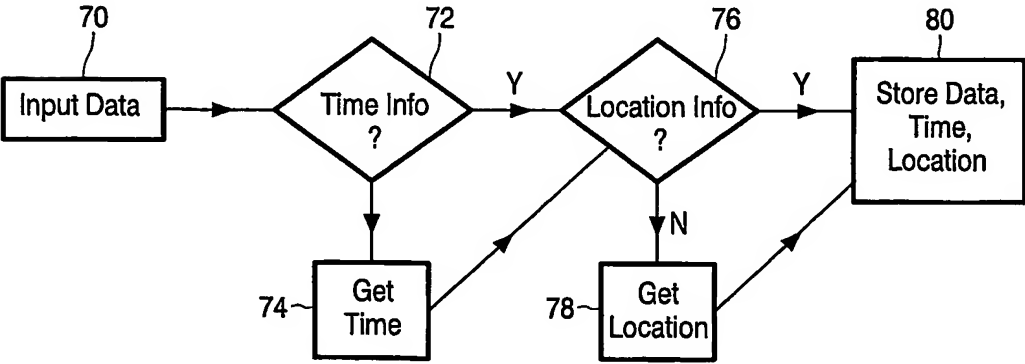 70
72
76
80
Input Data
Time Info
?
Y
Location Info
?
Y
Store Data,
Time,
Location
N
74
Get
Time
78
Get
Location